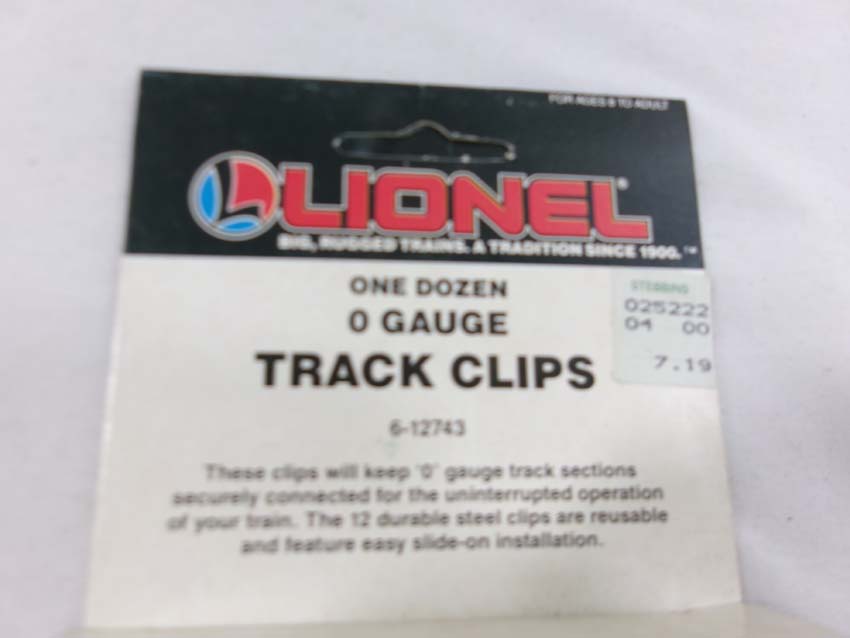 FOR AGES 8 TO ADULT
LIONEL®
BIG, RUGGED TRAINS. A TRADITION SINCE 1900.™
ONE DOZEN
O GAUGE
TRACK CLIPS
6-12743
These clips will keep "O" gauge track sections
securely connected for the uninterrupted operation
of your train. The 12 durable steel clips are reusable
and feature easy slide-on installation.
STEBBINS
025222
04 00
7.19